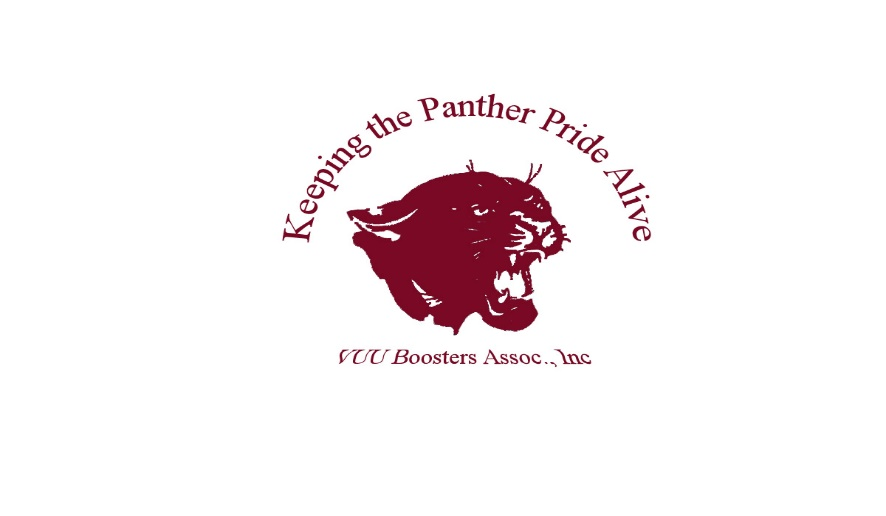 Keeping the Panther Pride Alive
VUU Boosters Assoc., Inc